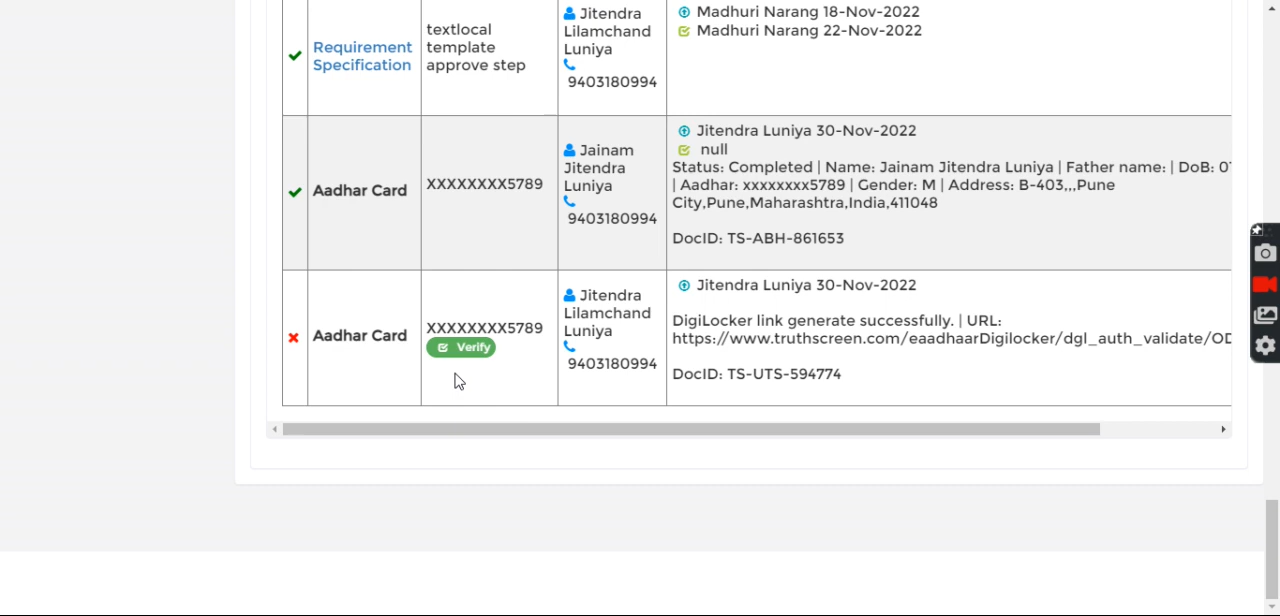 Requirement
Specification
textlocal
template
approve step
Jitendra
Lilamchand
Luniya
9403180994
Madhuri Narang 18-Nov-2022
Madhuri Narang 22-Nov-2022
Aadhar Card
XXXXXXXX5789
Jainam
Jitendra
Luniya
9403180994
Jitendra Luniya 30-Nov-2022
null
Status: Completed | Name: Jainam Jitendra Luniya | Father name: | DoB:
| Aadhar: xxxxxxxx5789 | Gender: M | Address: B-403,,,Pune
City,Pune,Maharashtra,India,411048
DocID: TS-ABH-861653
Aadhar Card
XXXXXXXX5789
Verify
Jitendra
Lilamchand
Luniya
9403180994
Jitendra Luniya 30-Nov-2022
DigiLocker link generate successfully. | URL:
https://www.truthscreen.com/eaadhaarDigilocker/dgl_auth_validate/OD
DocID: TS-UTS-594774